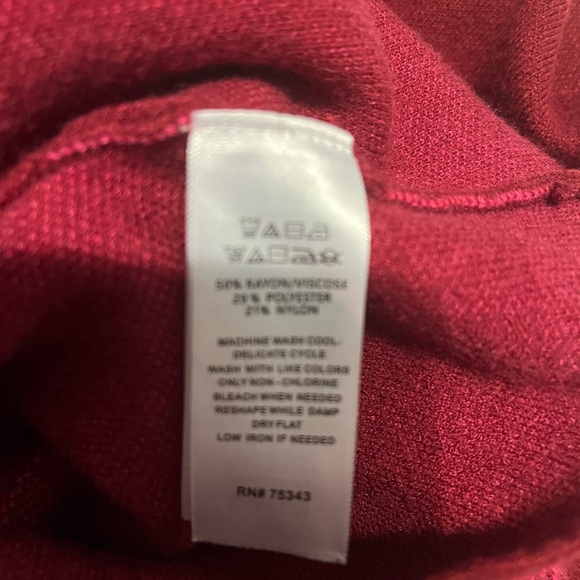 50% RAYON/VISCOSE
29% POLYESTER
21% NYLON
MACHINE WASH COOL-
DELICATE CYCLE
WASH WITH LIKE COLORS
ONLY NON-CHLORINE
BLEACH WHEN NEEDED
RESHAPE WHILE DAMP
DRY FLAT
LOW IRON IF NEEDED
RN# 75343